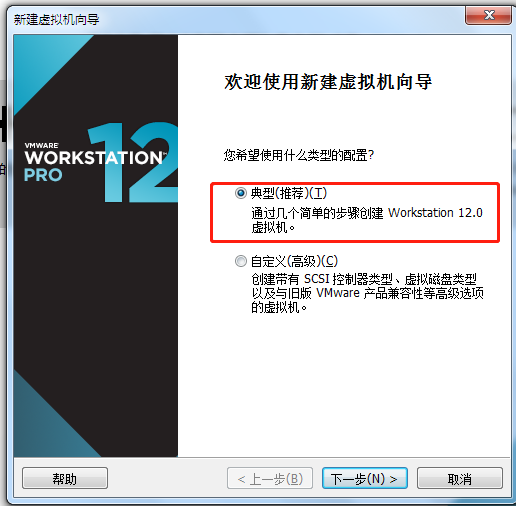 新建虚拟机向导
欢迎使用新建虚拟机向导
VMWARE
WORKSTATION™
PRO
12
您希望使用什么类型的配置?
典型(推荐)(T)
通过几个简单的步骤创建 Workstation 12.0
虚拟机。
自定义(高级)(C)
创建带有 SCSI 控制器类型、虚拟磁盘类型
以及与旧版 VMware 产品兼容性等高级选项
的虚拟机。
帮助
< 上一步(B)
下一步(N) >
取消